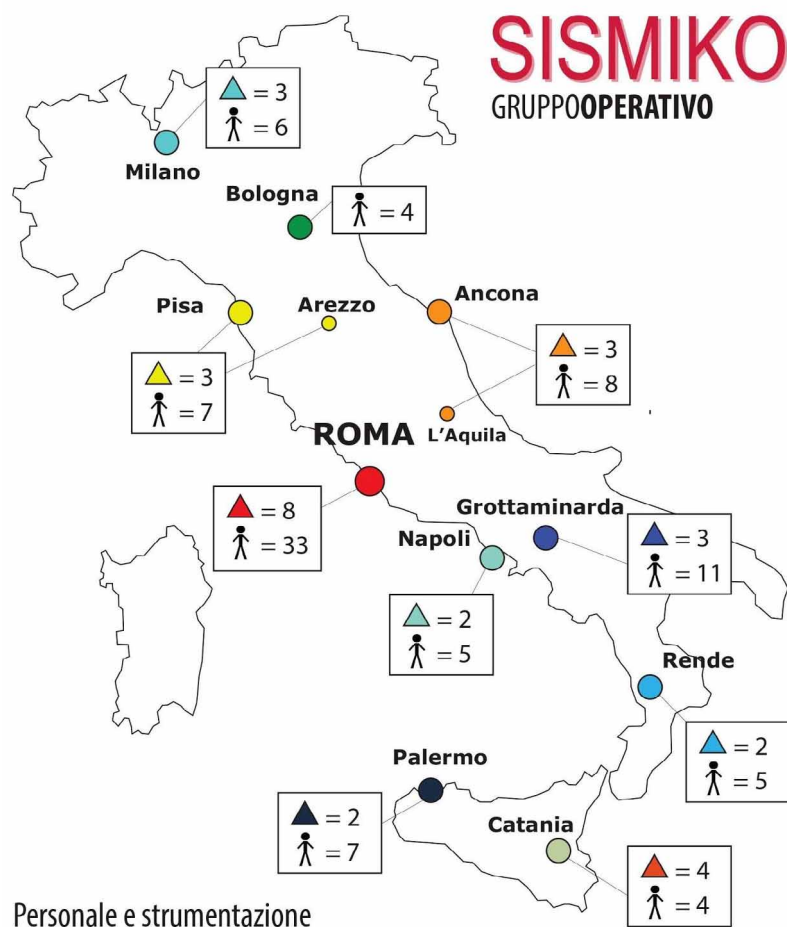 SISMIKO
GRUPPOOPERATIVO
= 3
= 6
Milano
Bologna
= 4
Pisa
Arezzo
Ancona
= 3
= 7
= 3
= 8
L'Aquila
ROMA
= 8
= 33
Grottaminarda
= 3
= 11
Napoli
= 2
= 5
Rende
= 2
= 5
Palermo
= 2
= 7
Catania
= 4
= 4
Personale e strumentazione